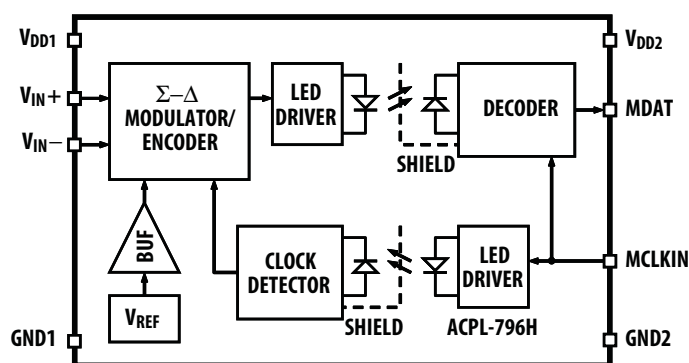 VDD1
VDD2
VIN+
VIN−
Σ−Δ
MODULATOR/
ENCODER
LED
DRIVER
DECODER
MDAT
SHIELD
BUF
CLOCK
DETECTOR
LED
DRIVER
MCLKIN
VREF
SHIELD
ACPL-796H
GND1
GND2